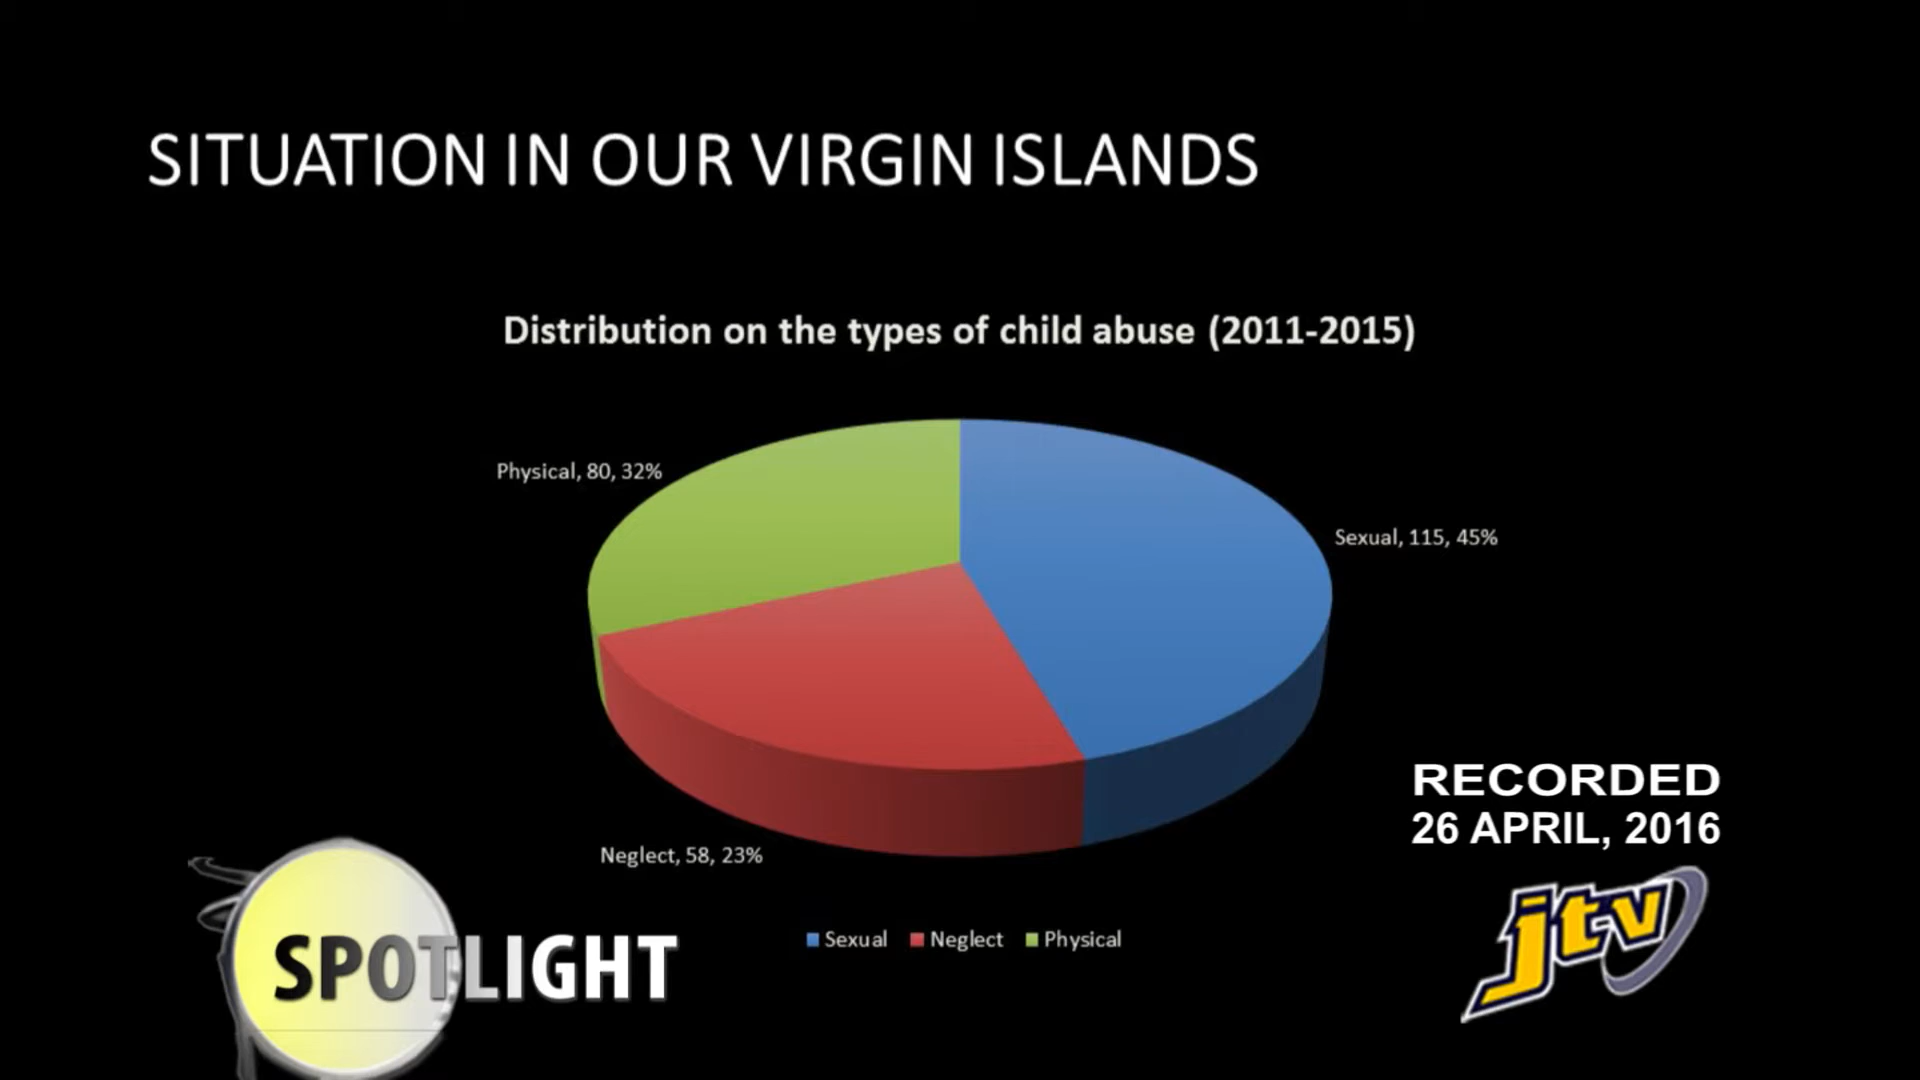 SITUATION IN OUR VIRGIN ISLANDS
Distribution on the types of child abuse (2011-2015)
Physical, 80, 32%
Sexual, 115, 45%
Neglect, 58, 23%
Sexual Neglect Physical
RECORDED
26 APRIL, 2016
SPOTLIGHT
jtv